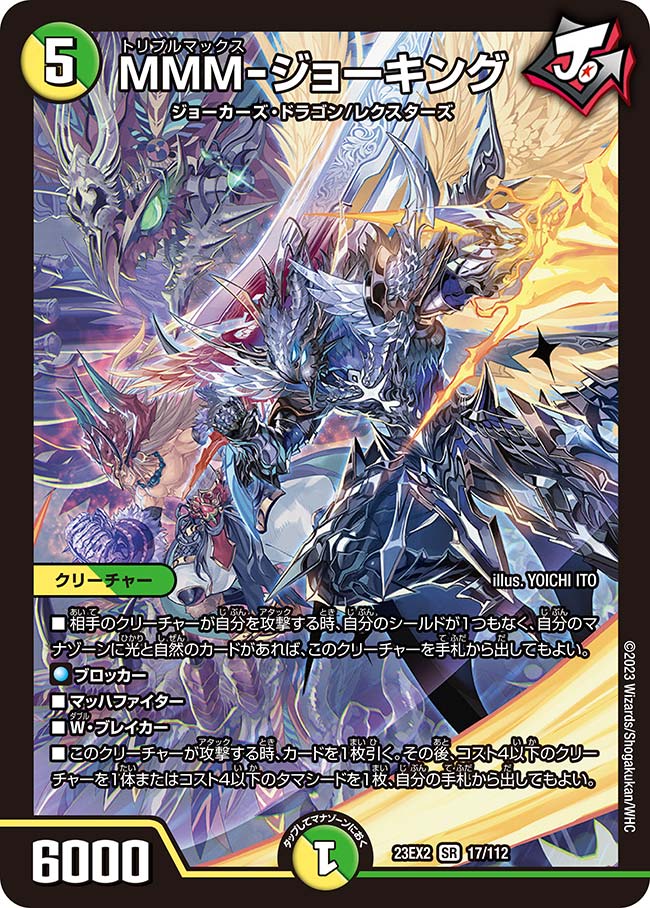 5
トリプルマックス
MMM-ジョーキング
J
ジョーカーズ・ドラゴン/レクスターズ
クリーチャー
illus. YOICHI ITO
■相手のクリーチャーが自分を攻撃する時、自分のシールドが1つもなく、自分のマ
ナゾーンに光と自然のカードがあれば、このクリーチャーを手札から出してもよい。
ブロッカー
■マッハファイター
■W・ブレイカー
■このクリーチャーが攻撃する時、カードを1枚引く。その後、コスト4以下のクリー
チャーを1体またはコスト4以下のタマシードを1枚、自分の手札から出してもよい。
©2023 Wizards/Shogakukan/WHC
6000
タップしてマナゾーンにおく
1
23EX2 SR 17/112